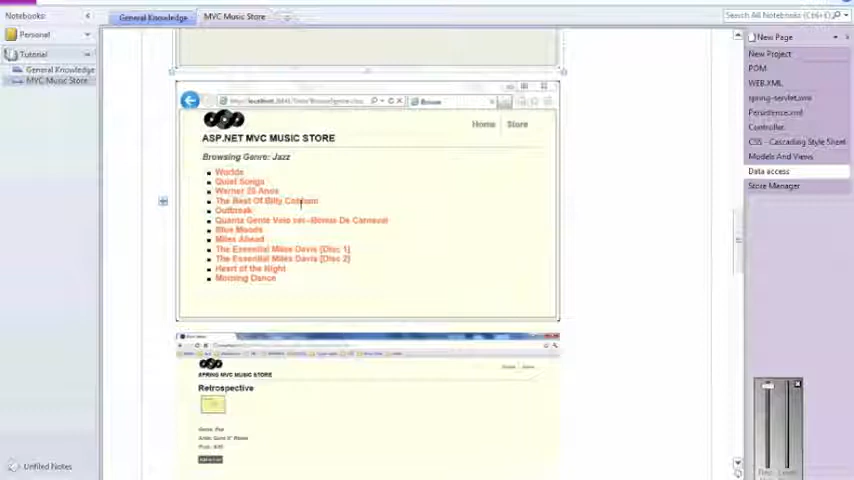 Notebooks:
General Knowledge
MVC Music Store
Search All Notebooks (Ctrl+E)
Personal
New Page
Tutorial
General Knowledge
MVC Music Store
New Project
POM
WEB.XML
spring-servlet.xml
Persistence.xml
Controller
CSS - Cascading Style Sheet
Models And Views
Data access
Store Manager
Browse
Home
Store
ASP.NET MVC MUSIC STORE
Browsing Genre: Jazz
Worlds
Quiet Songs
Warner 25 Anos
The Best Of Billy Cobham
Outbreak
Quanta Gente Veio ver--Bônus De Carnaval
Blue Moods
Miles Ahead
The Essential Miles Davis [Disc 1]
The Essential Miles Davis [Disc 2]
Heart of the Night
Morning Dance
SPRING MVC MUSIC STORE
Retrospective
Unfiled Notes